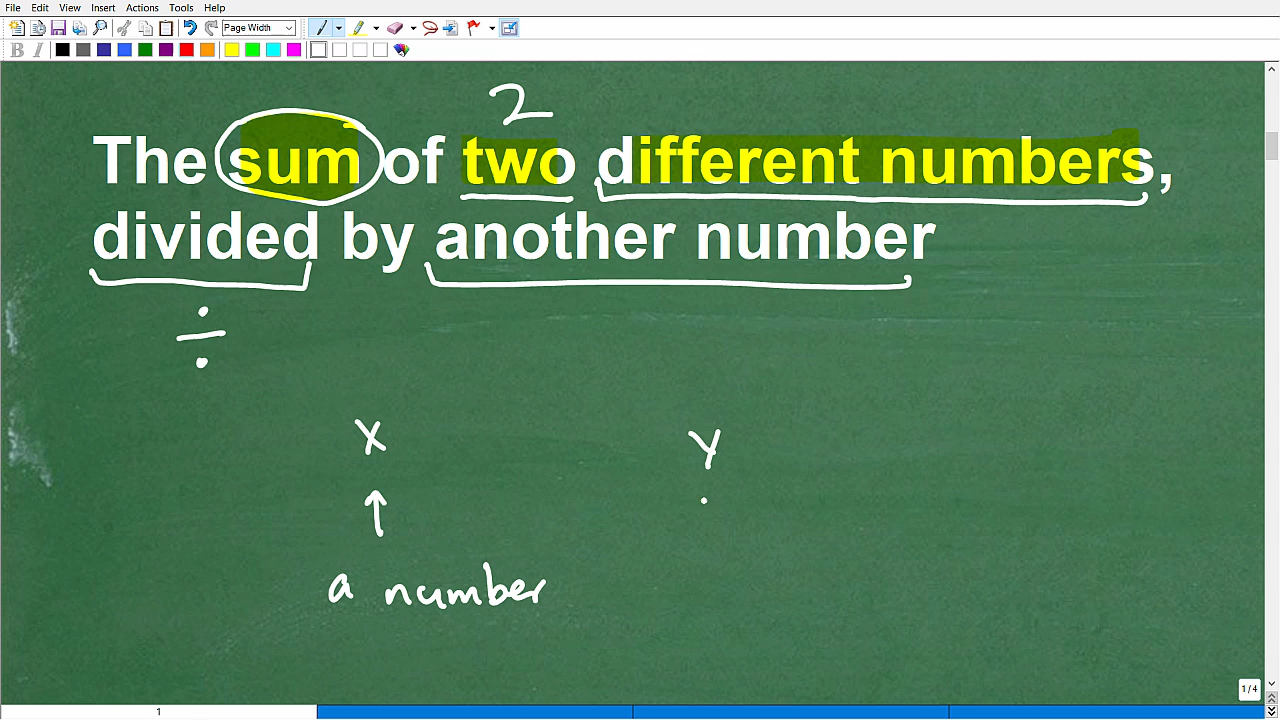 File Edit View Insert Actions Tools Help
Page Width
B I
2
The sum of two different numbers,
divided by another number
÷
x y
a number
1/4
1